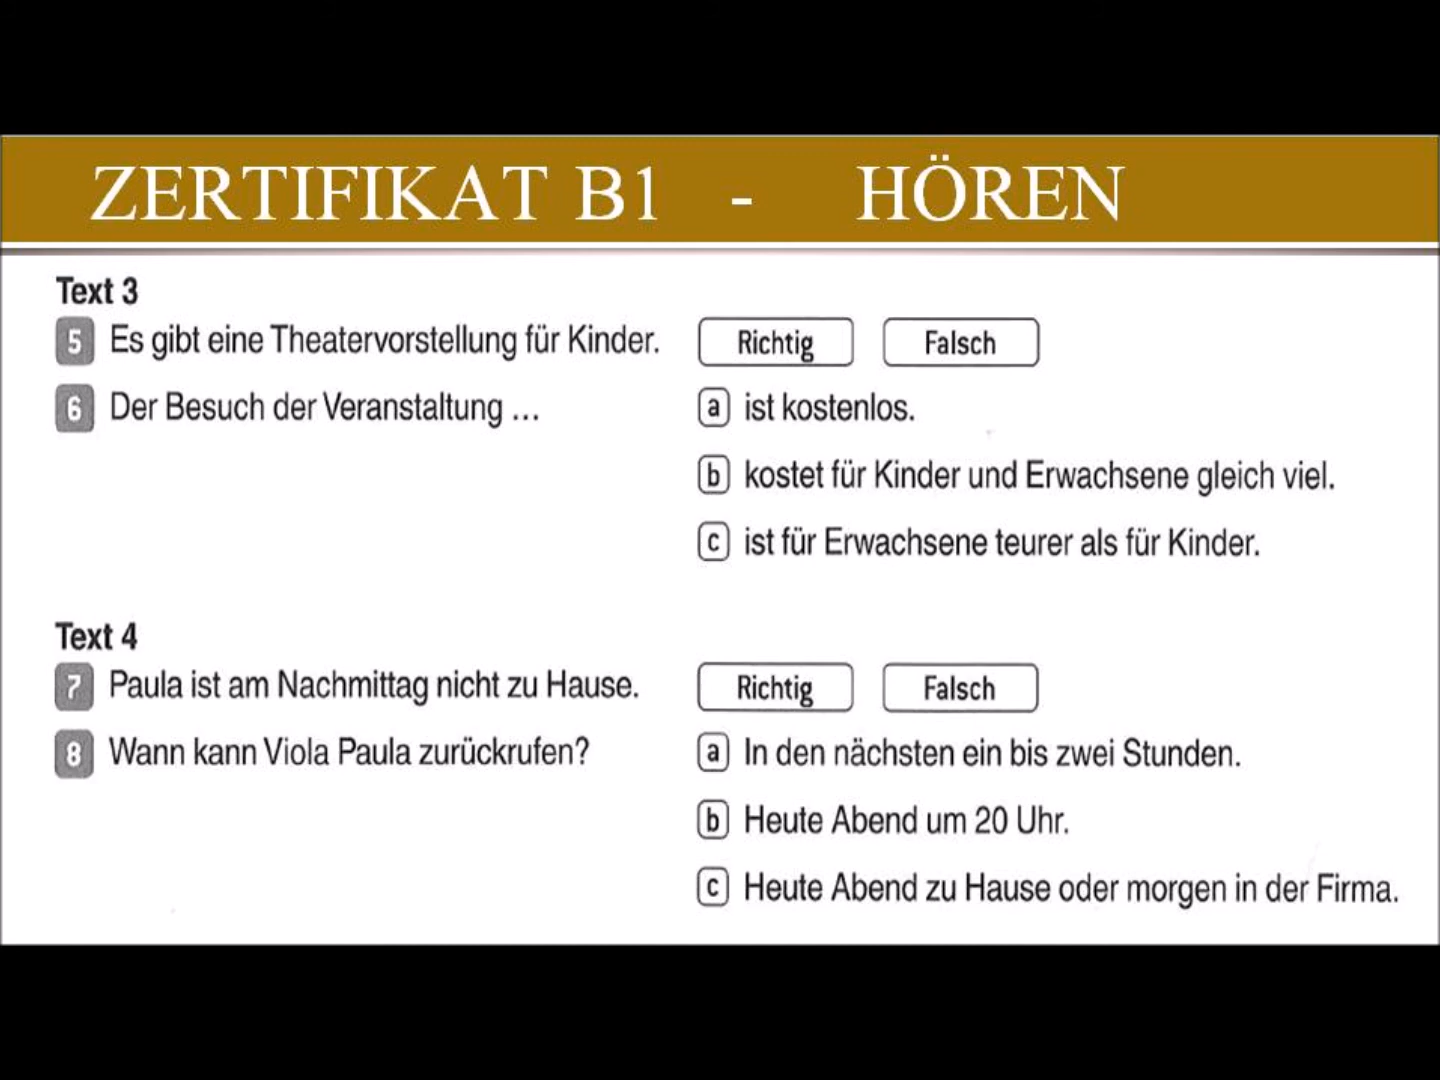 ZERTIFIKAT B1 - HÖREN
Text 3
5 Es gibt eine Theatervorstellung für Kinder. Richtig Falsch
6 Der Besuch der Veranstaltung ... a ist kostenlos.
b kostet für Kinder und Erwachsene gleich viel.
c ist für Erwachsene teurer als für Kinder.
Text 4
7 Paula ist am Nachmittag nicht zu Hause. Richtig Falsch
8 Wann kann Viola Paula zurückrufen? a In den nächsten ein bis zwei Stunden.
b Heute Abend um 20 Uhr.
c Heute Abend zu Hause oder morgen in der Firma.